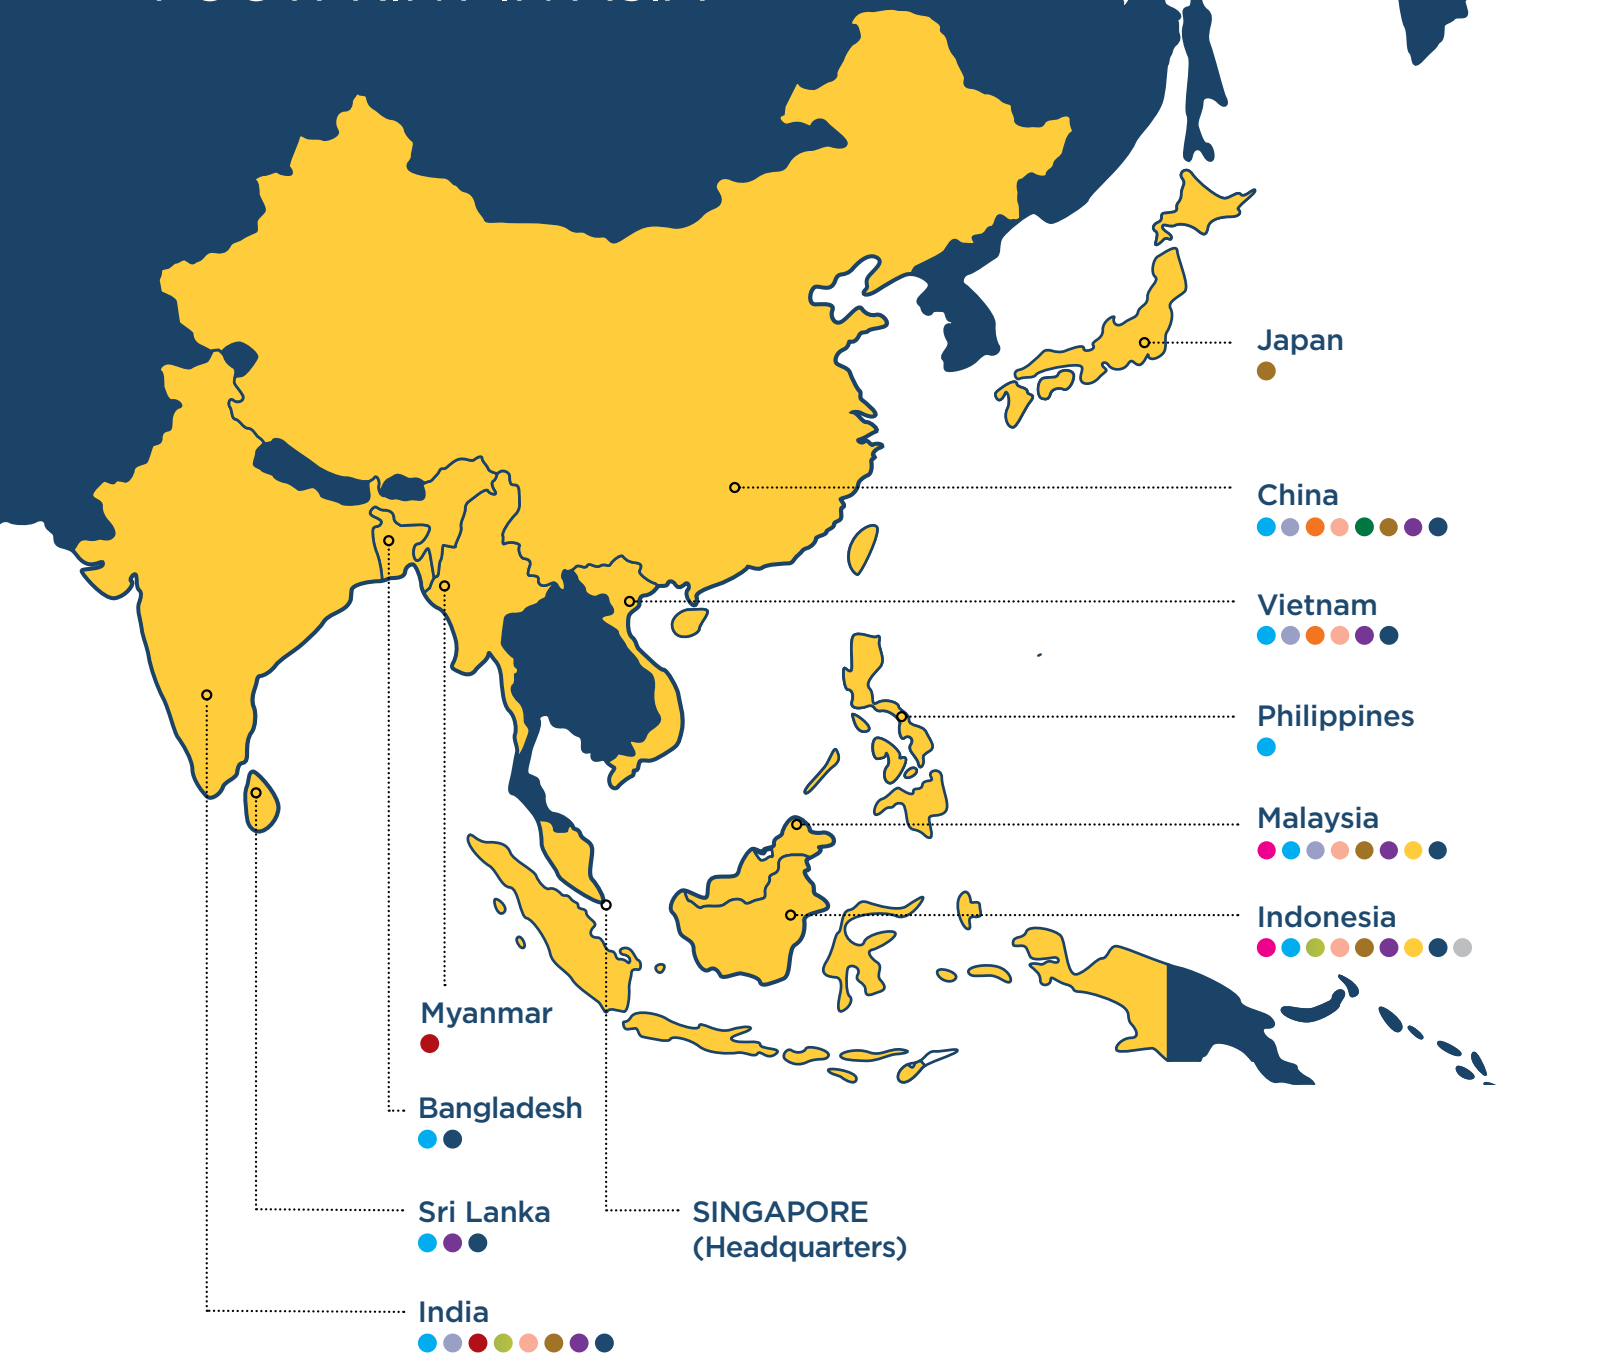 Japan
China
Vietnam
Philippines
Malaysia
Indonesia
Myanmar
Bangladesh
Sri Lanka
SINGAPORE
(Headquarters)
India